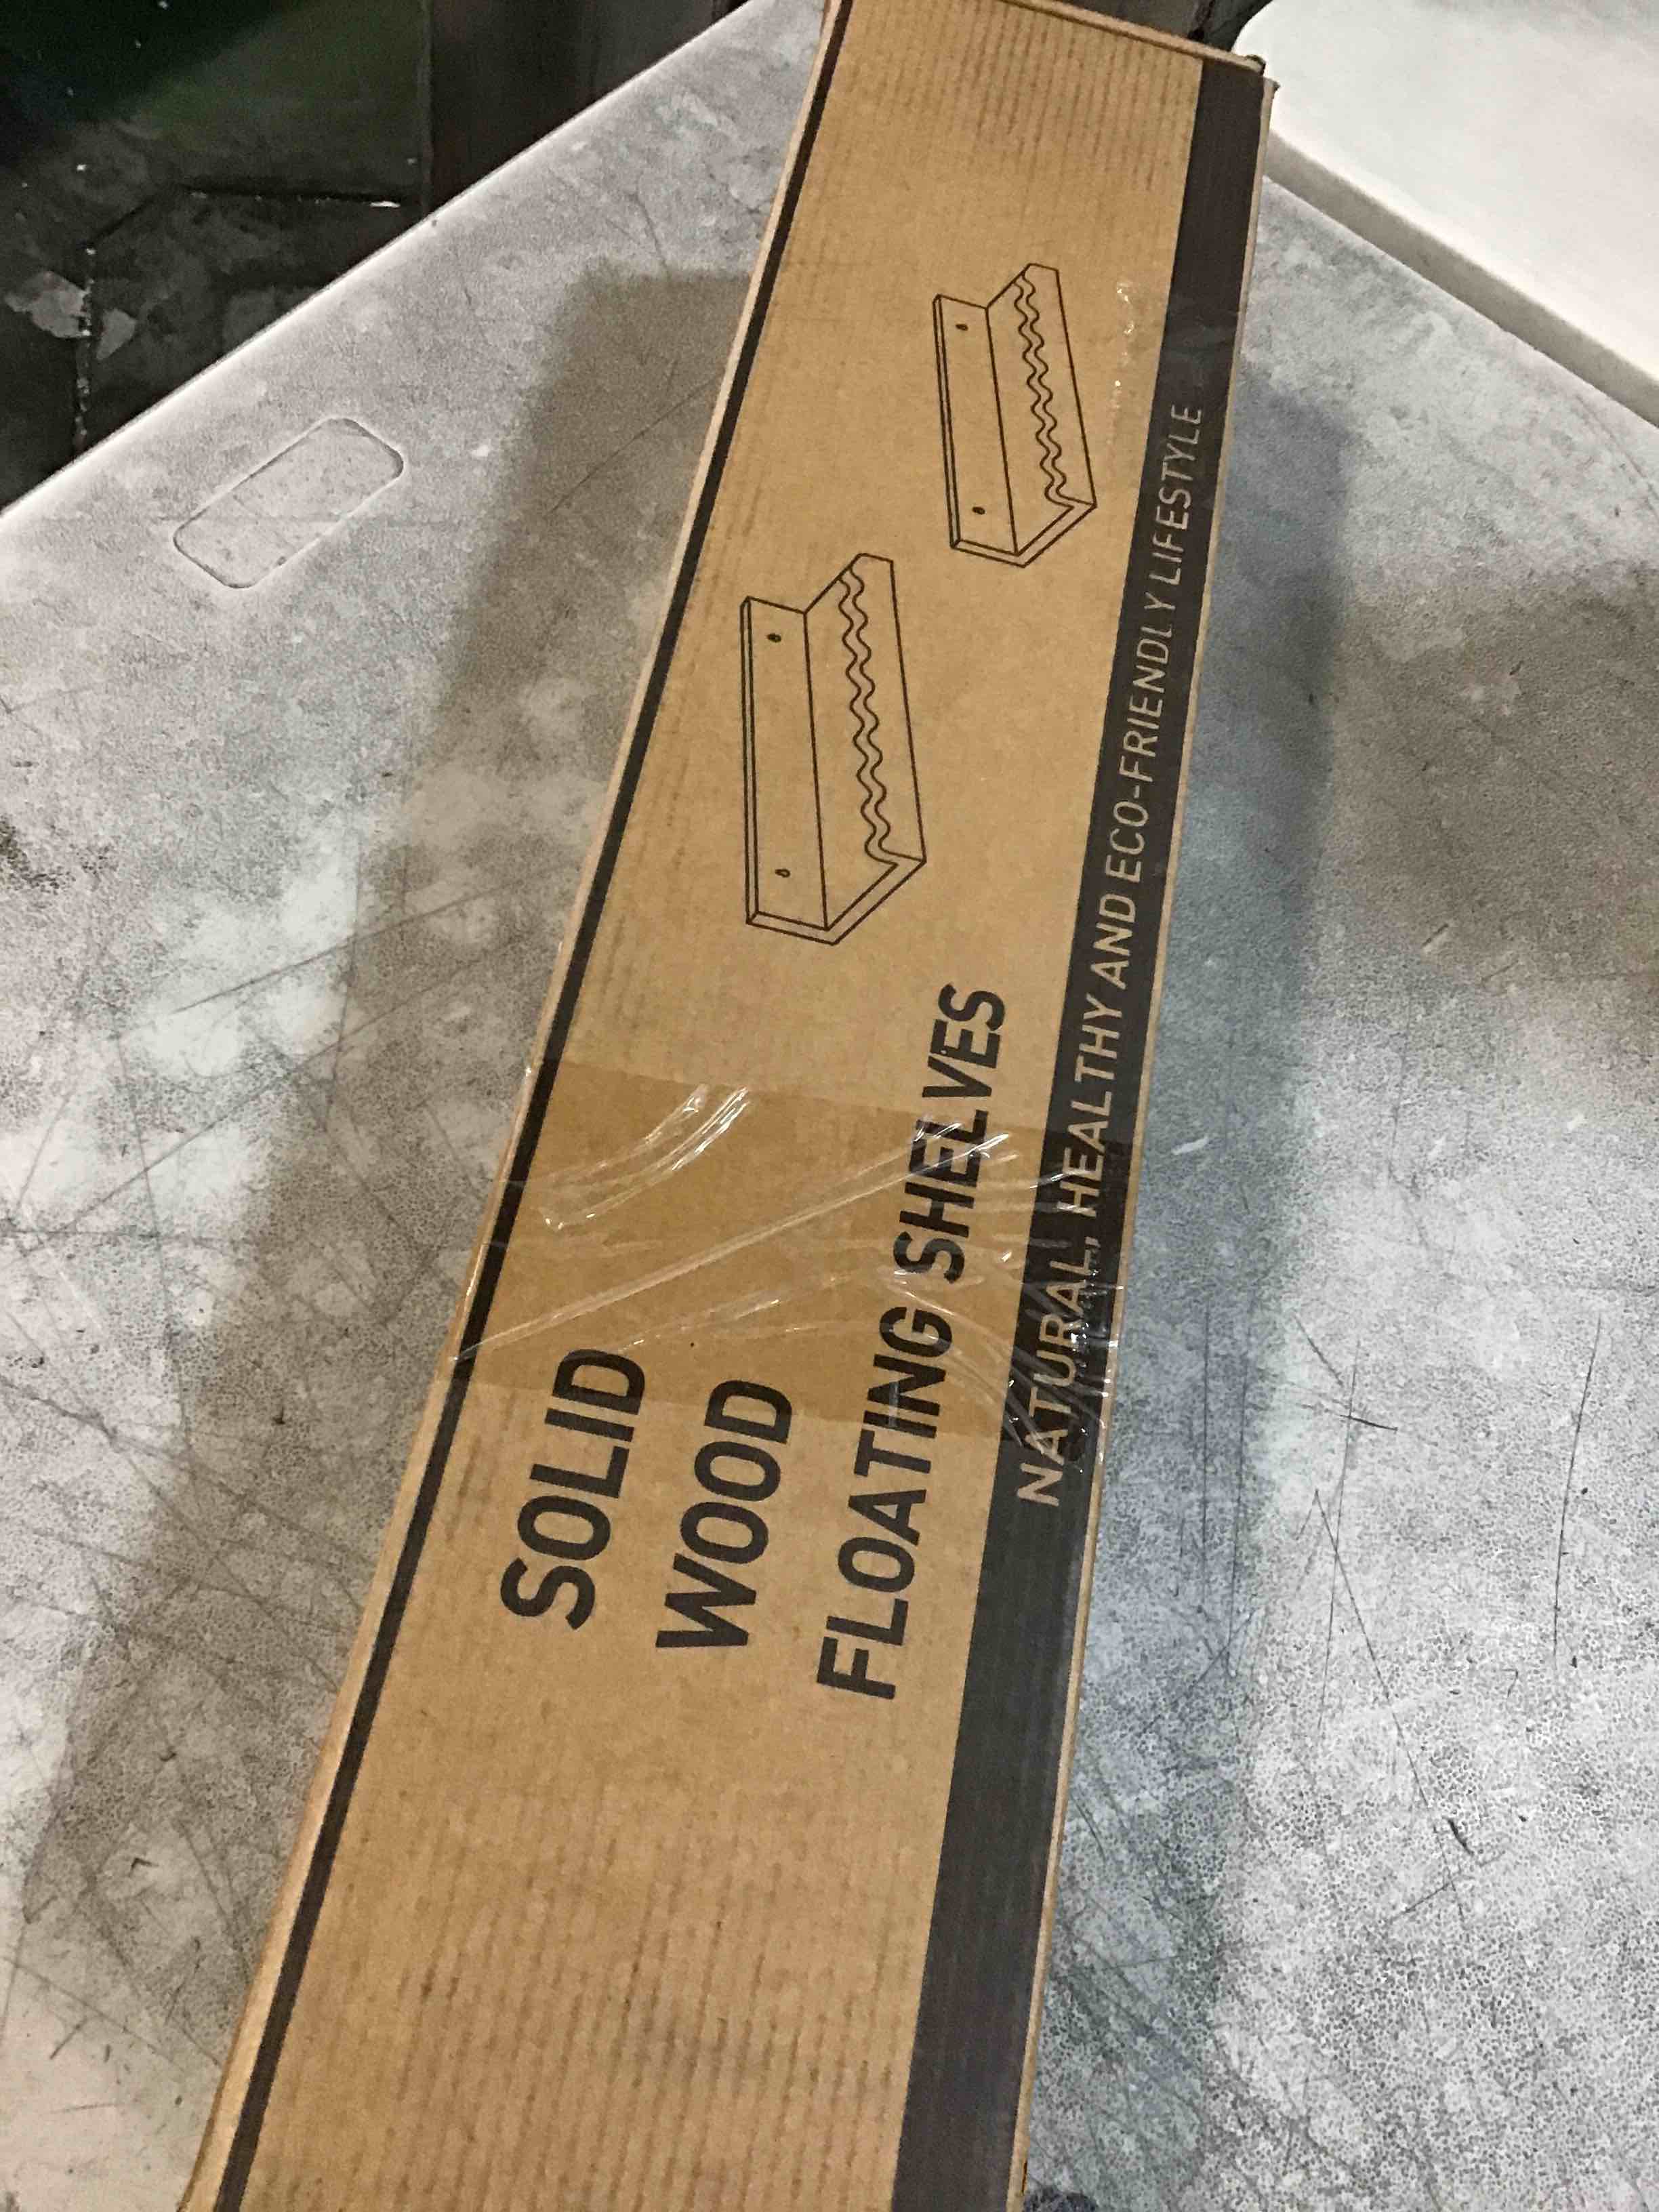 SOLID
WOOD
FLOATING SHELVES
NATURAL, HEALTHY AND ECO-FRIENDLY LIFESTYLE